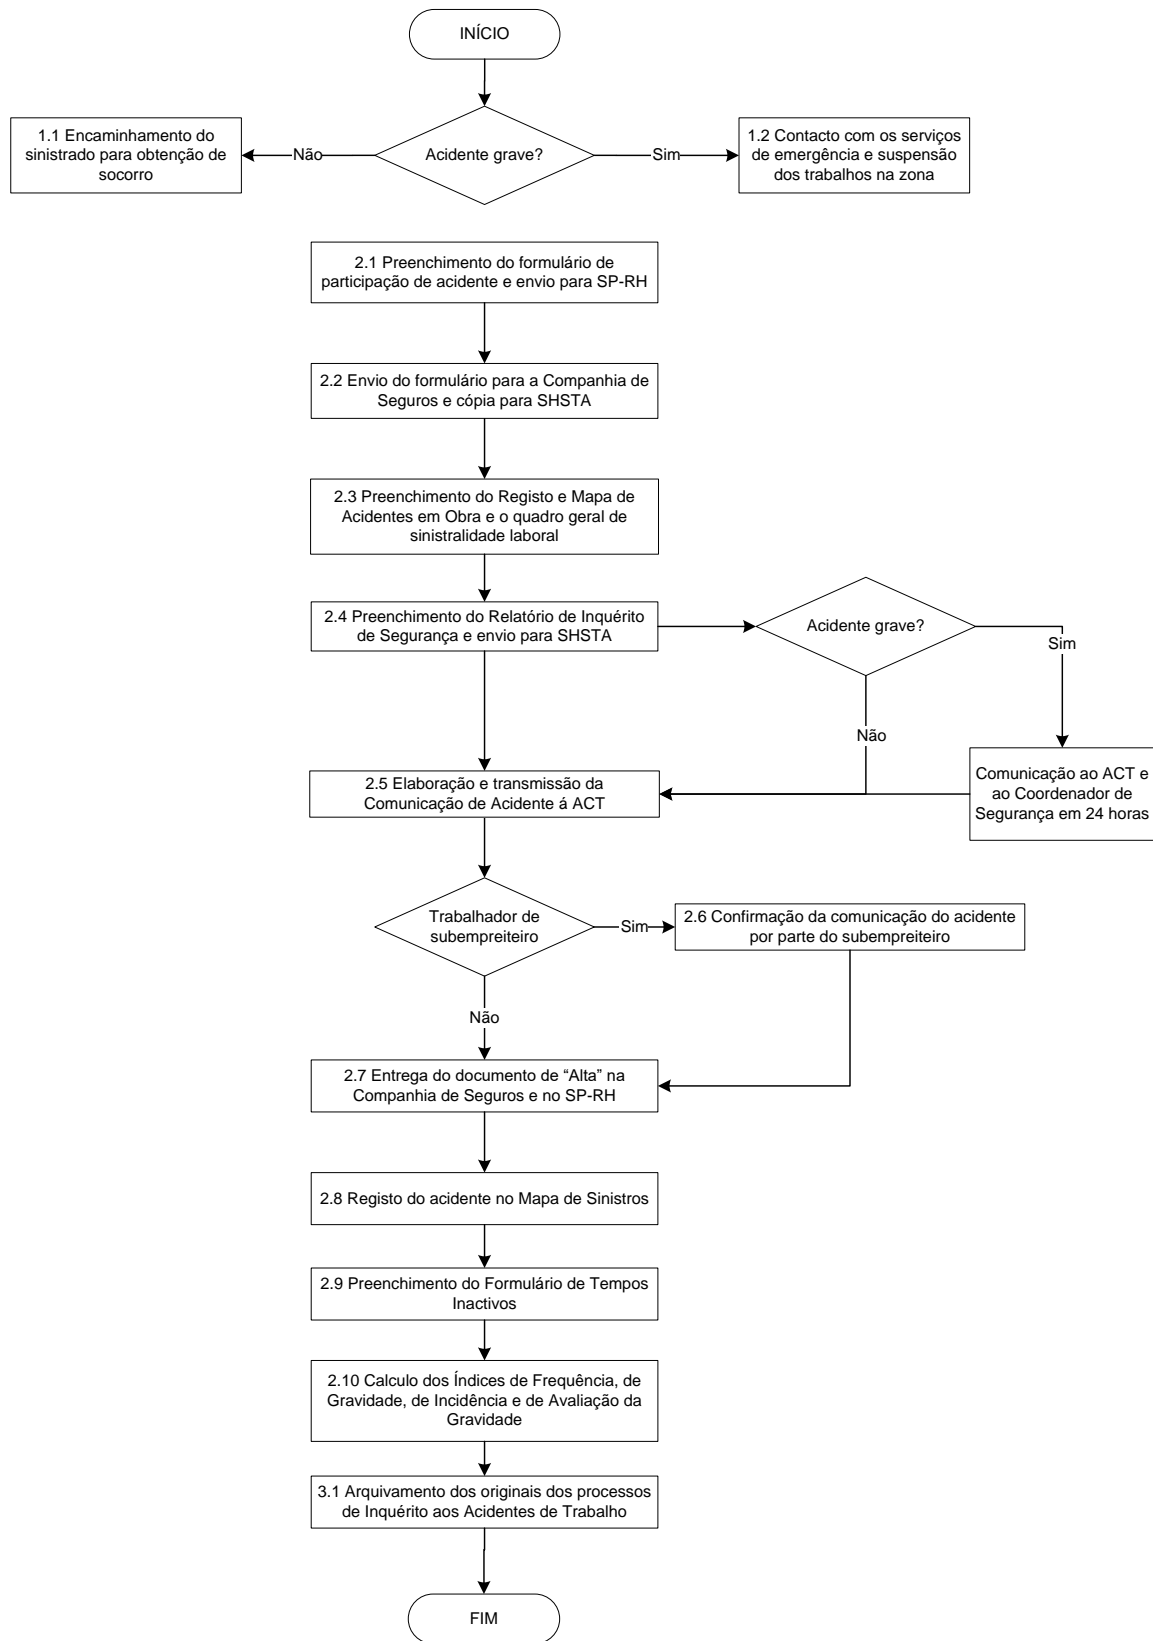 INÍCIO
1.1 Encaminhamento do
sinistrado para obtenção de
socorro
Não
Acidente grave?
Sim
1.2 Contacto com os serviços
de emergência e suspensão
dos trabalhos na zona
2.1 Preenchimento do formulário de
participação de acidente e envio para SP-RH
2.2 Envio do formulário para a Companhia de
Seguros e cópia para SHSTA
2.3 Preenchimento do Registo e Mapa de
Acidentes em Obra e o quadro geral de
sinistralidade laboral
2.4 Preenchimento do Relatório de Inquérito
de Segurança e envio para SHSTA
Acidente grave?
Sim
Não
Comunicação ao ACT e
ao Coordenador de
Segurança em 24 horas
2.5 Elaboração e transmissão da
Comunicação de Acidente á ACT
Trabalhador de
subempreiteiro
Sim
2.6 Confirmação da comunicação do acidente
por parte do subempreiteiro
Não
2.7 Entrega do documento de “Alta” na
Companhia de Seguros e no SP-RH
2.8 Registo do acidente no Mapa de Sinistros
2.9 Preenchimento do Formulário de Tempos
Inactivos
2.10 Calculo dos Índices de Frequência, de
Gravidade, de Incidência e de Avaliação da
Gravidade
3.1 Arquivamento dos originais dos processos
de Inquérito aos Acidentes de Trabalho
FIM